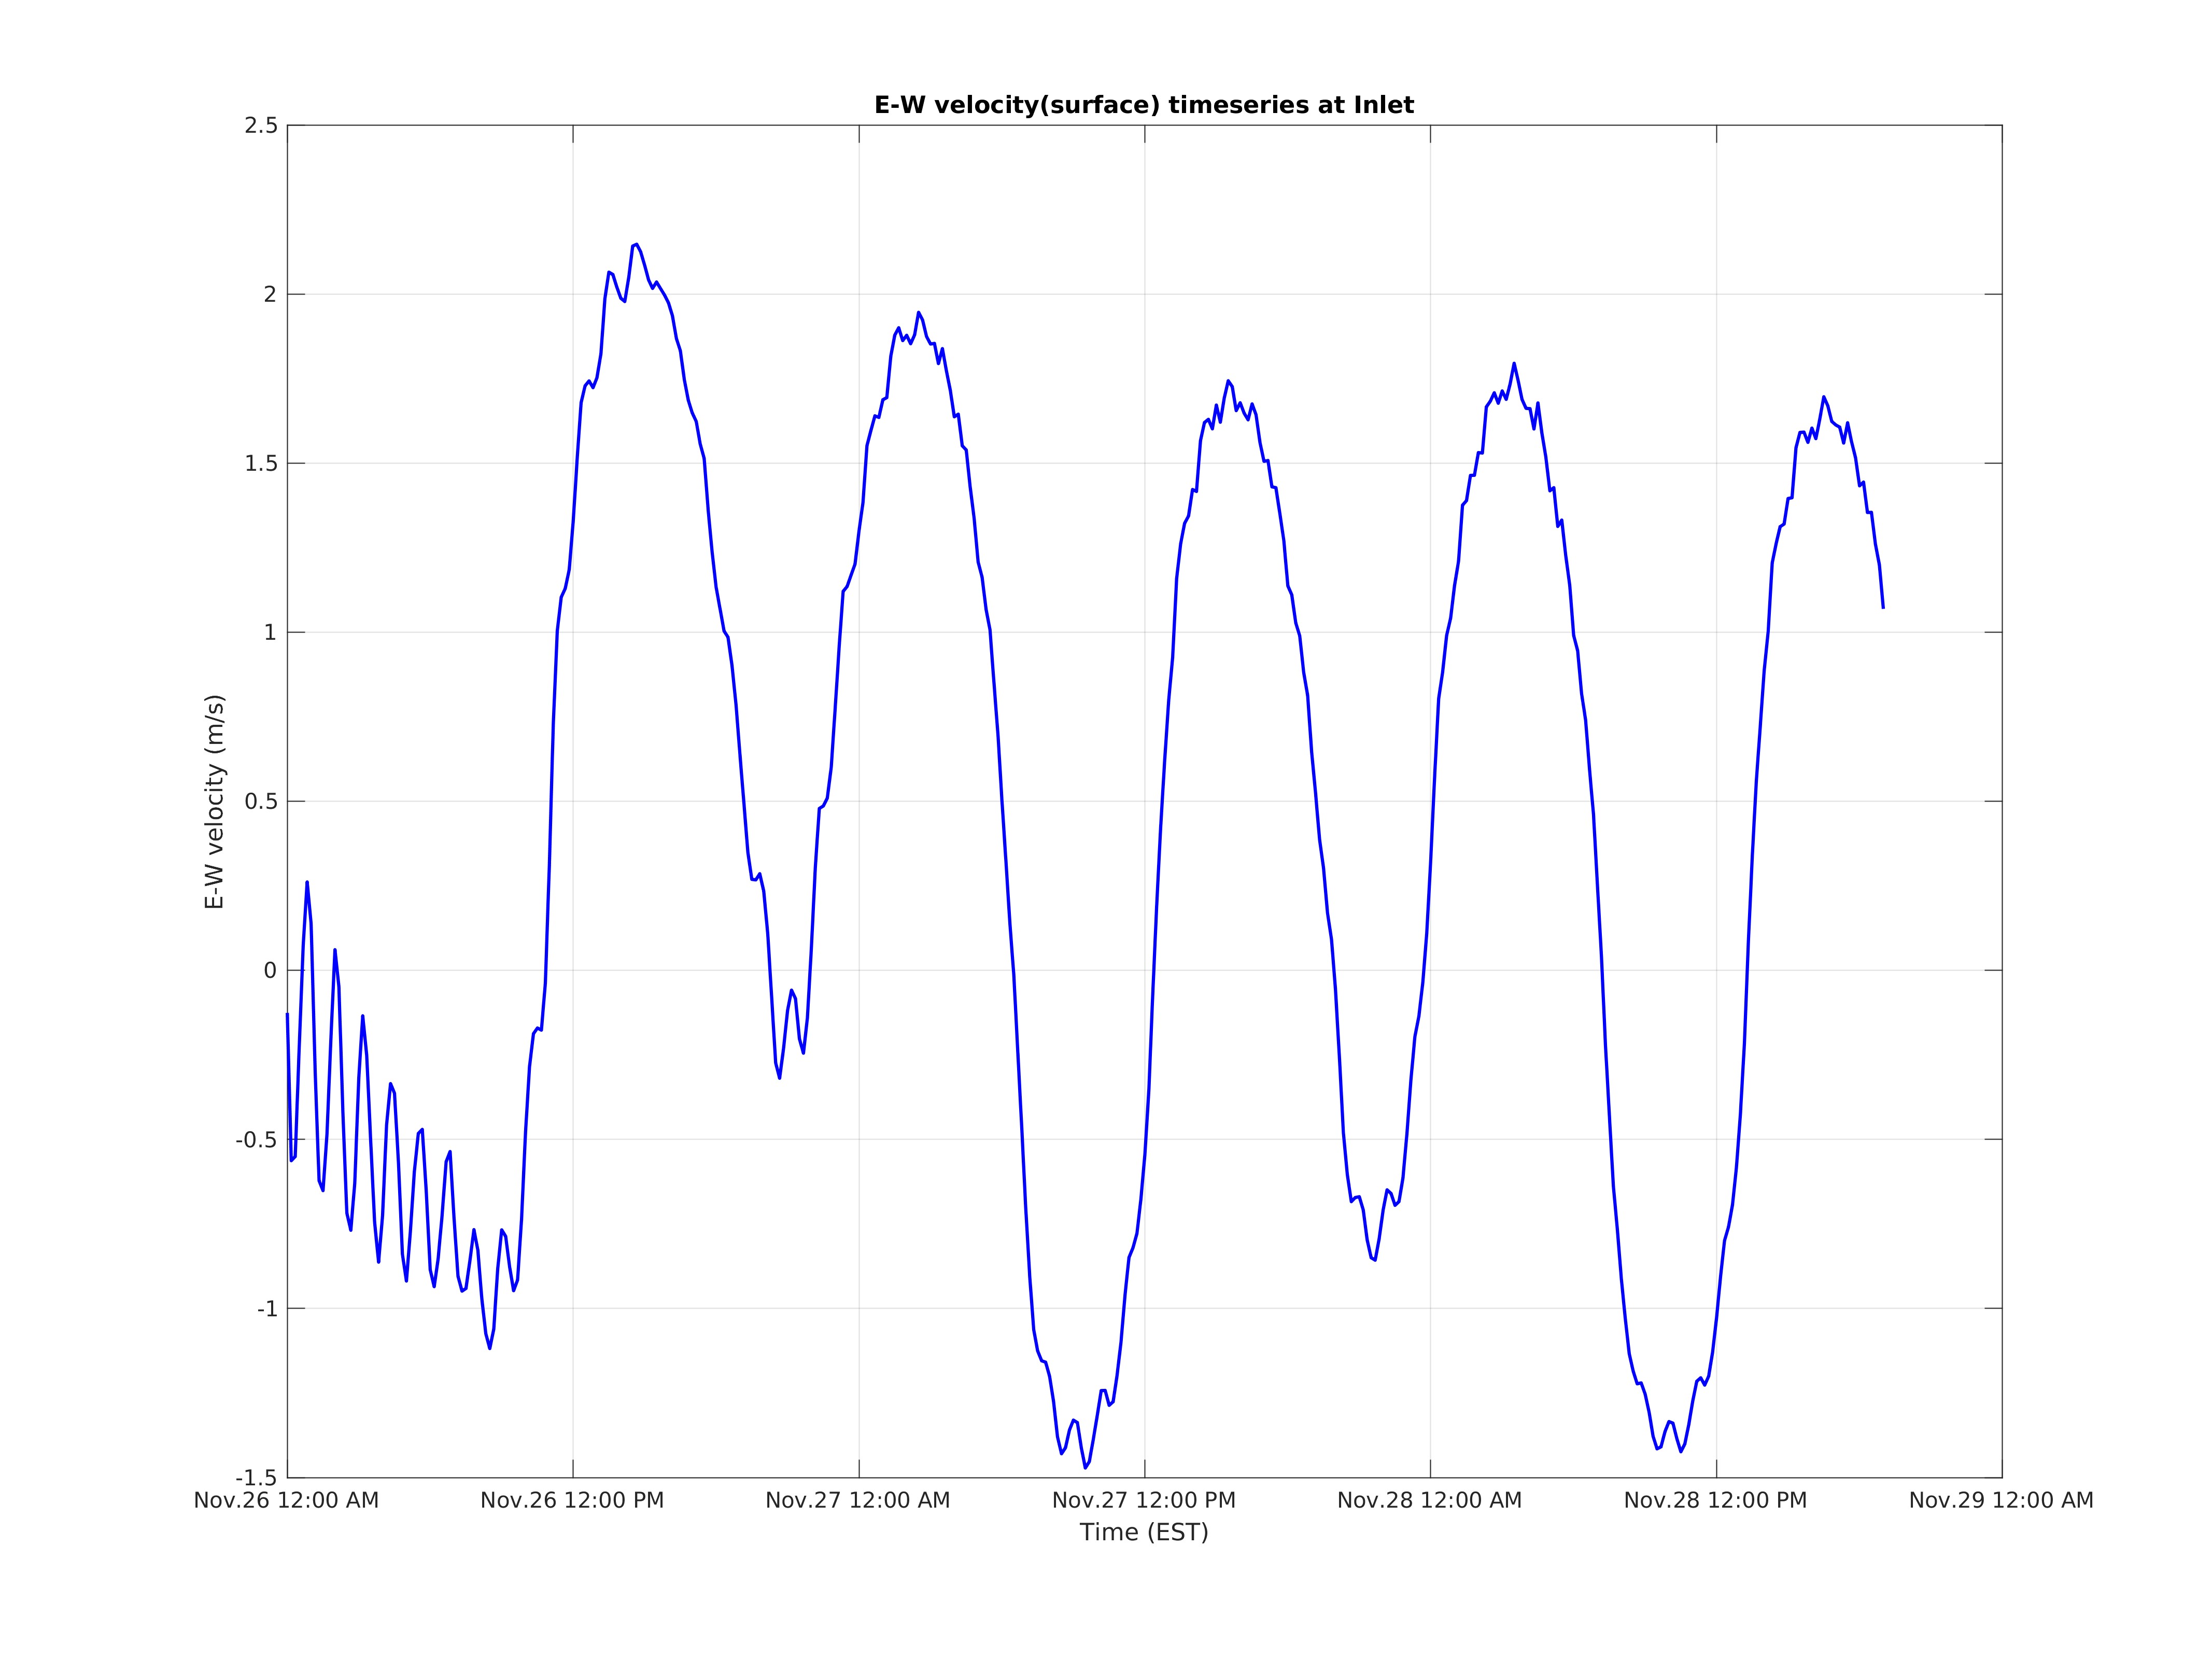 E-W velocity(surface) timeseries at Inlet
2.5
2
1.5
1
0.5
0
-0.5
-1
-1.5
E-W velocity (m/s)
Nov.26 12:00 AM Nov.26 12:00 PM Nov.27 12:00 AM Nov.27 12:00 PM Nov.28 12:00 AM Nov.28 12:00 PM Nov.29 12:00 AM
Time (EST)